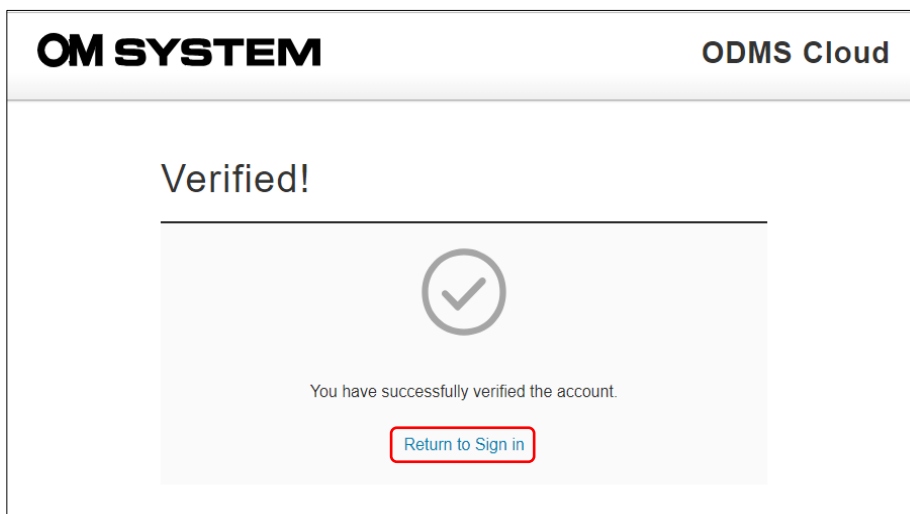 OM SYSTEM
ODMS Cloud
Verified!
You have successfully verified the account.
Return to Sign in